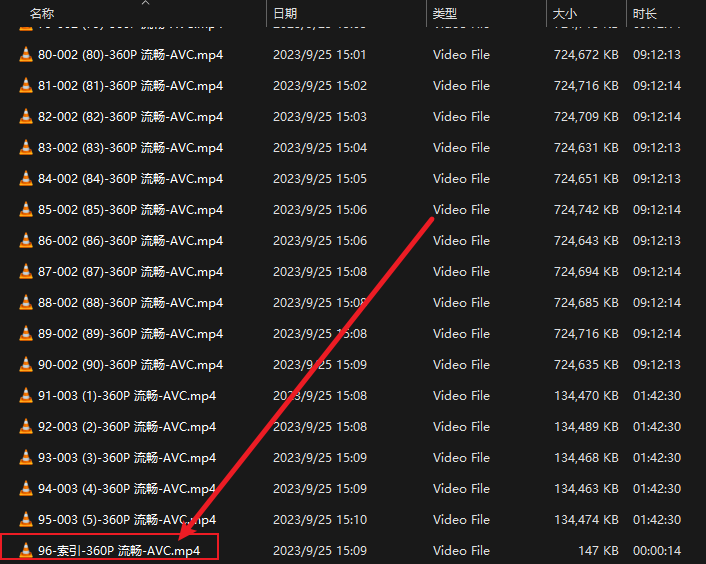 名称 日期 类型 大小 时长
80-002 (80)-360P 流畅-AVC.mp4 2023/9/25 15:01 Video File 724,672 KB 09:12:13
81-002 (81)-360P 流畅-AVC.mp4 2023/9/25 15:02 Video File 724,716 KB 09:12:14
82-002 (82)-360P 流畅-AVC.mp4 2023/9/25 15:03 Video File 724,709 KB 09:12:14
83-002 (83)-360P 流畅-AVC.mp4 2023/9/25 15:04 Video File 724,631 KB 09:12:13
84-002 (84)-360P 流畅-AVC.mp4 2023/9/25 15:05 Video File 724,651 KB 09:12:13
85-002 (85)-360P 流畅-AVC.mp4 2023/9/25 15:06 Video File 724,742 KB 09:12:14
86-002 (86)-360P 流畅-AVC.mp4 2023/9/25 15:06 Video File 724,643 KB 09:12:13
87-002 (87)-360P 流畅-AVC.mp4 2023/9/25 15:08 Video File 724,694 KB 09:12:14
88-002 (88)-360P 流畅-AVC.mp4 2023/9/25 15:08 Video File 724,685 KB 09:12:14
89-002 (89)-360P 流畅-AVC.mp4 2023/9/25 15:08 Video File 724,716 KB 09:12:14
90-002 (90)-360P 流畅-AVC.mp4 2023/9/25 15:09 Video File 724,635 KB 09:12:13
91-003 (1)-360P 流畅-AVC.mp4 2023/9/25 15:08 Video File 134,470 KB 01:42:30
92-003 (2)-360P 流畅-AVC.mp4 2023/9/25 15:08 Video File 134,489 KB 01:42:30
93-003 (3)-360P 流畅-AVC.mp4 2023/9/25 15:09 Video File 134,468 KB 01:42:30
94-003 (4)-360P 流畅-AVC.mp4 2023/9/25 15:09 Video File 134,463 KB 01:42:30
95-003 (5)-360P 流畅-AVC.mp4 2023/9/25 15:10 Video File 134,474 KB 01:42:30
96-索引-360P 流畅-AVC.mp4 2023/9/25 15:09 Video File 147 KB 00:00:14